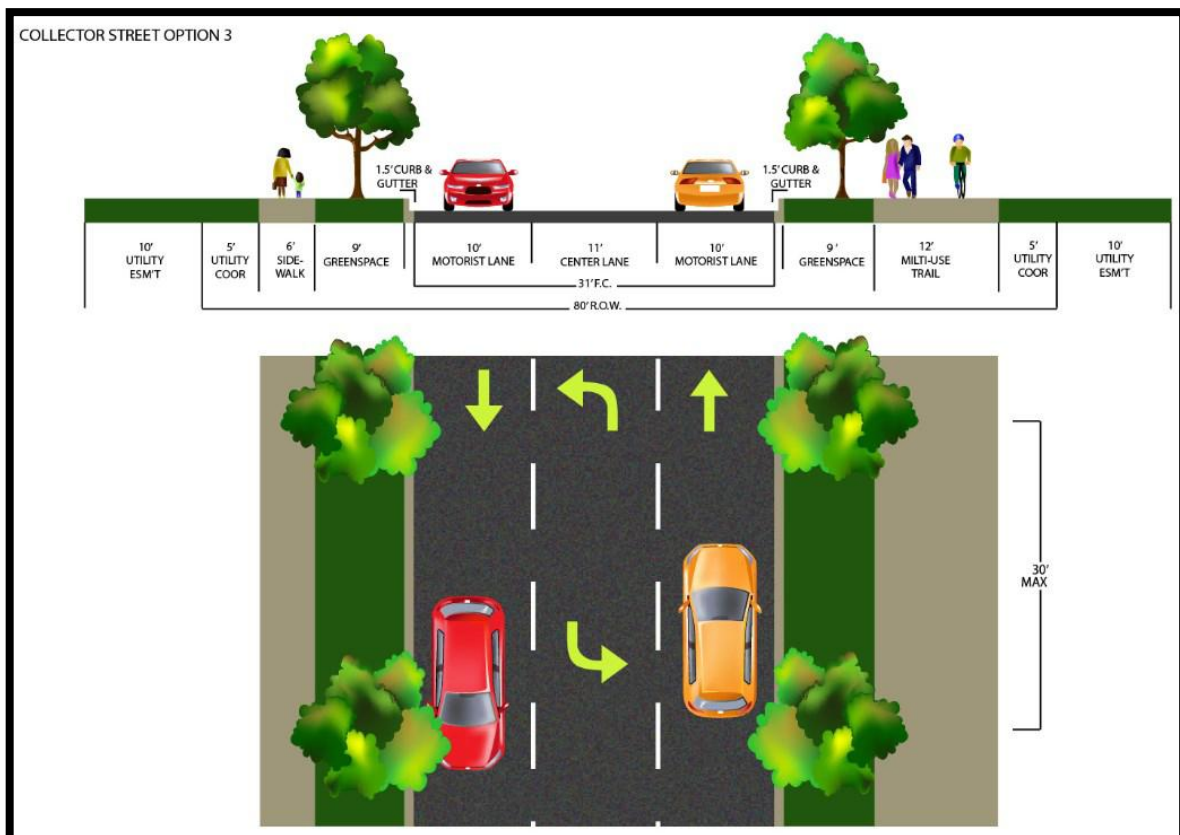 COLLECTOR STREET OPTION 3
1.5' CURB &
GUTTER
1.5' CURB &
GUTTER
10'
UTILITY
ESM'T
5'
UTILITY
COOR
6'
SIDE-
WALK
9'
GREENSPACE
10'
MOTORIST LANE
11'
CENTER LANE
10'
MOTORIST LANE
9'
GREENSPACE
12'
MILTI-USE
TRAIL
5'
UTILITY
COOR
10'
UTILITY
ESM'T
31' F.C.
80' R.O.W.
30'
MAX